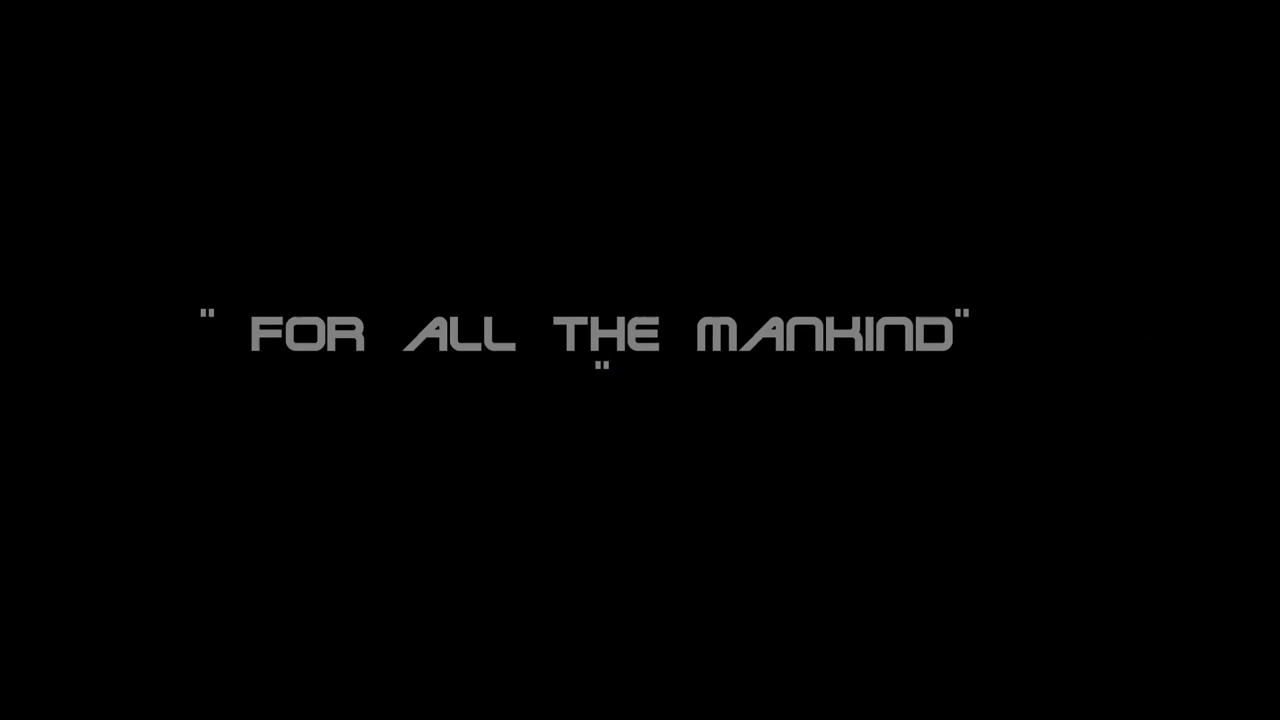 " FOR ALL THE MANKIND"
"